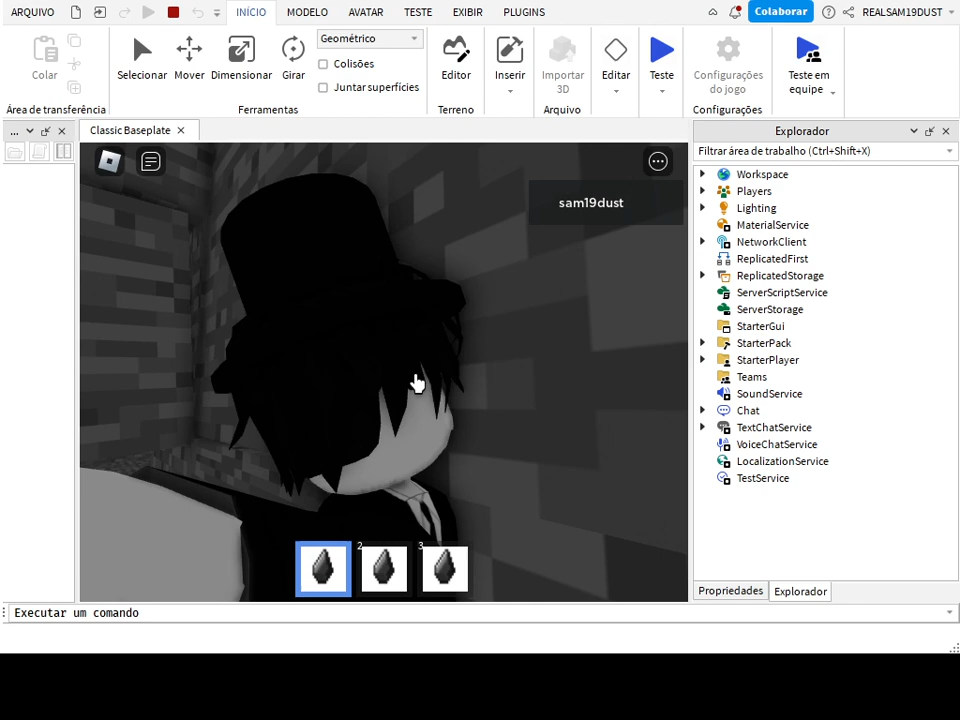 ARQUIVO
INÍCIO
MODELO
AVATAR
TESTE
EXIBIR
PLUGINS
Colaborar
REALSAM19DUST
Colar
Selecionar
Mover
Dimensionar
Girar
Geométrico
Colisões
Juntar superfícies
Editor
Inserir
Importar
3D
Editar
Teste
Configurações
do jogo
Teste em
equipe
Área de transferência
Ferramentas
Terreno
Arquivo
Configurações
...
Classic Baseplate
Explorador
Filtrar área de trabalho (Ctrl+Shift+X)
sam19dust
Workspace
Players
Lighting
MaterialService
NetworkClient
ReplicatedFirst
ReplicatedStorage
ServerScriptService
ServerStorage
StarterGui
StarterPack
StarterPlayer
Teams
SoundService
Chat
TextChatService
VoiceChatService
LocalizationService
TestService
2
3
Propriedades
Explorador
Executar um comando